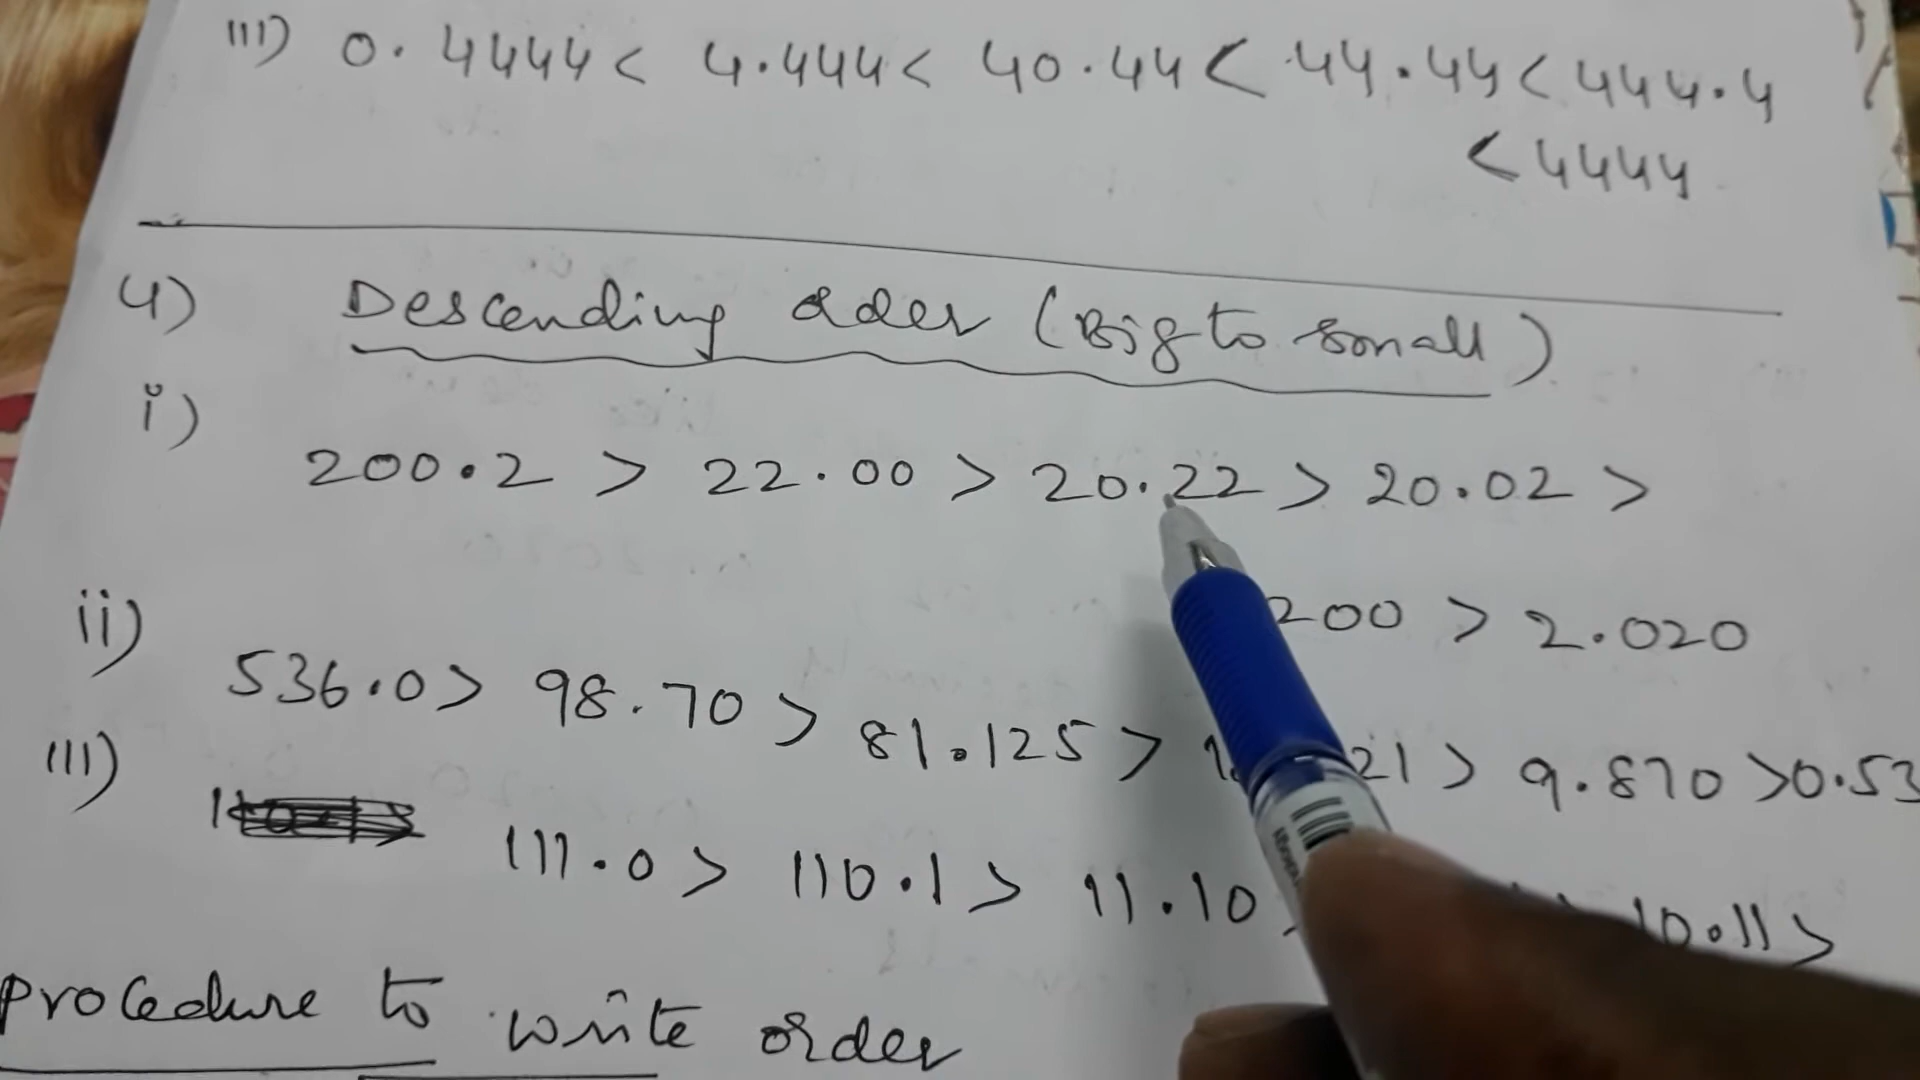 III) 0.4444 < 4.444 < 40.44 < 44.44 < 444.4
< 4444
4) Descending order (Big to small)
i)
200.2 > 22.00 > 20.22 > 20.02 >
200 > 2.020
ii) 536.0 > 98.70 > 81.125 > 21 > 9.870 > 0.53
III) 111.0 > 110.1 > 11.10 10.11 >
Procedure to write order